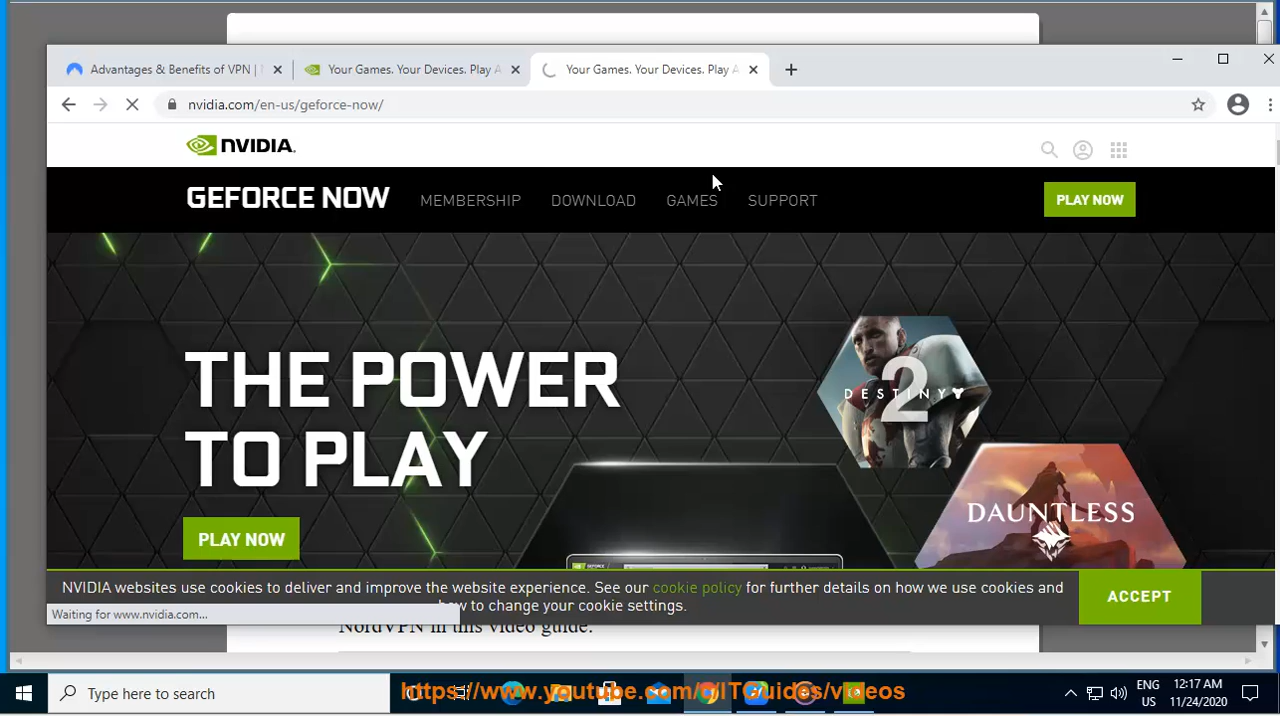 Advantages & Benefits of VPN |
Your Games. Your Devices. Play A
Your Games. Your Devices. Play A
nvidia.com/en-us/geforce-now/
NVIDIA.
GEFORCE NOW
MEMBERSHIP
DOWNLOAD
GAMES
SUPPORT
PLAY NOW
THE POWER
TO PLAY
DESTINY 2
DAUNTLESS
PLAY NOW
NVIDIA websites use cookies to deliver and improve the website experience. See our cookie policy for further details on how we use cookies and
how to change your cookie settings.
ACCEPT
Waiting for www.nvidia.com...
NordVPN in this video guide.
Type here to search
https://www.youtube.com/c/ITGuides/videos
ENG
US
12:17 AM
11/24/2020